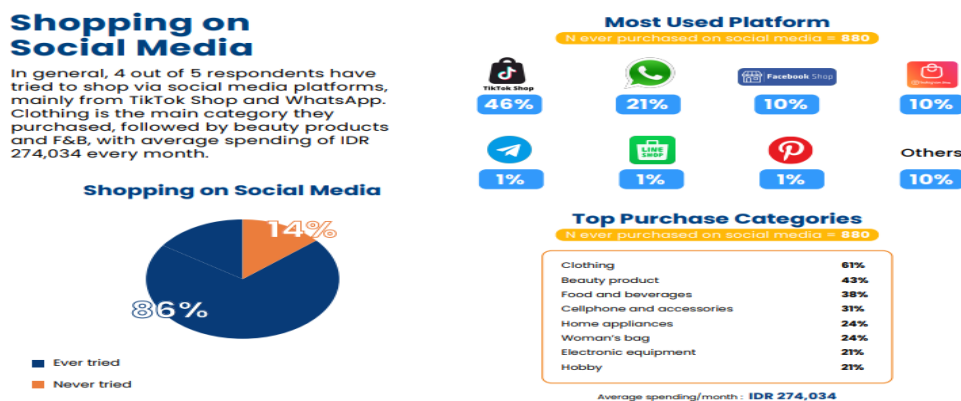 Shopping on
Social Media
In general, 4 out of 5 respondents have
tried to shop via social media platforms,
mainly from TikTok Shop and WhatsApp.
Clothing is the main category they
purchased, followed by beauty products
and F&B, with average spending of IDR
274,034 every month.
Shopping on Social Media
14%
86%
Ever tried
Never tried
Most Used Platform
N ever purchased on social media = 880
TikTok Shop
Facebook Shop
46%
21%
10%
10%
LINE
SHOP
Others
1%
1%
1%
10%
Top Purchase Categories
N ever purchased on social media = 880
Clothing 61%
Beauty product 43%
Food and beverages 38%
Cellphone and accessories 31%
Home appliances 24%
Woman's bag 24%
Electronic equipment 21%
Hobby 21%
Average spending/month : IDR 274,034